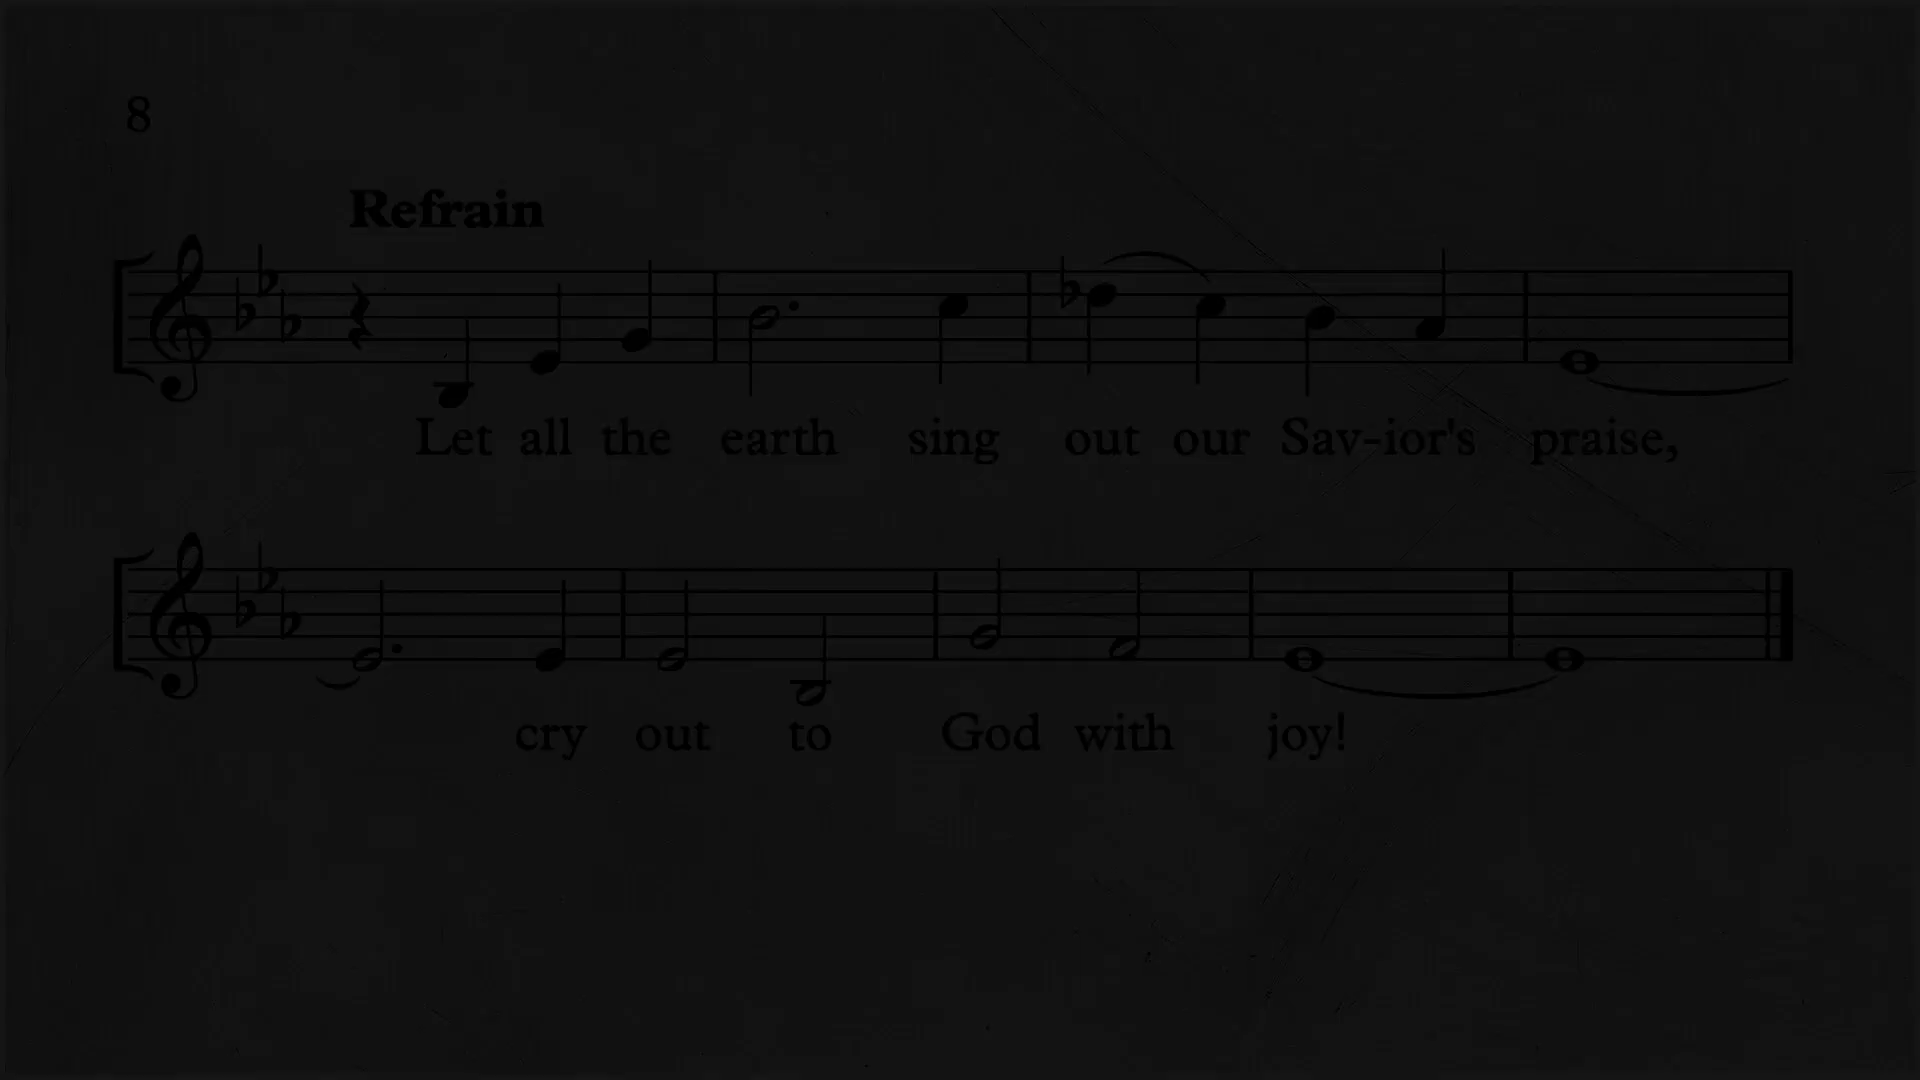 8
Refrain
Let all the earth sing out our Sav-ior's praise,
cry out to God with joy!